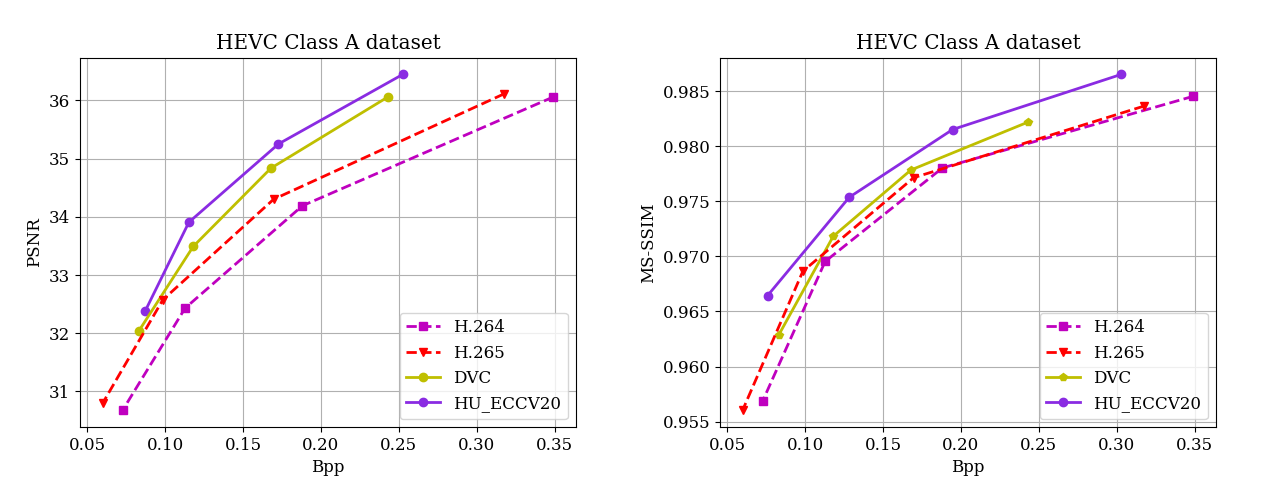 HEVC Class A dataset
PSNR
36
35
34
33
32
31
0.05 0.10 0.15 0.20 0.25 0.30 0.35
Bpp
H.264
H.265
DVC
HU_ECCV20
HEVC Class A dataset
MS-SSIM
0.985
0.980
0.975
0.970
0.965
0.960
0.955
0.05 0.10 0.15 0.20 0.25 0.30 0.35
Bpp
H.264
H.265
DVC
HU_ECCV20